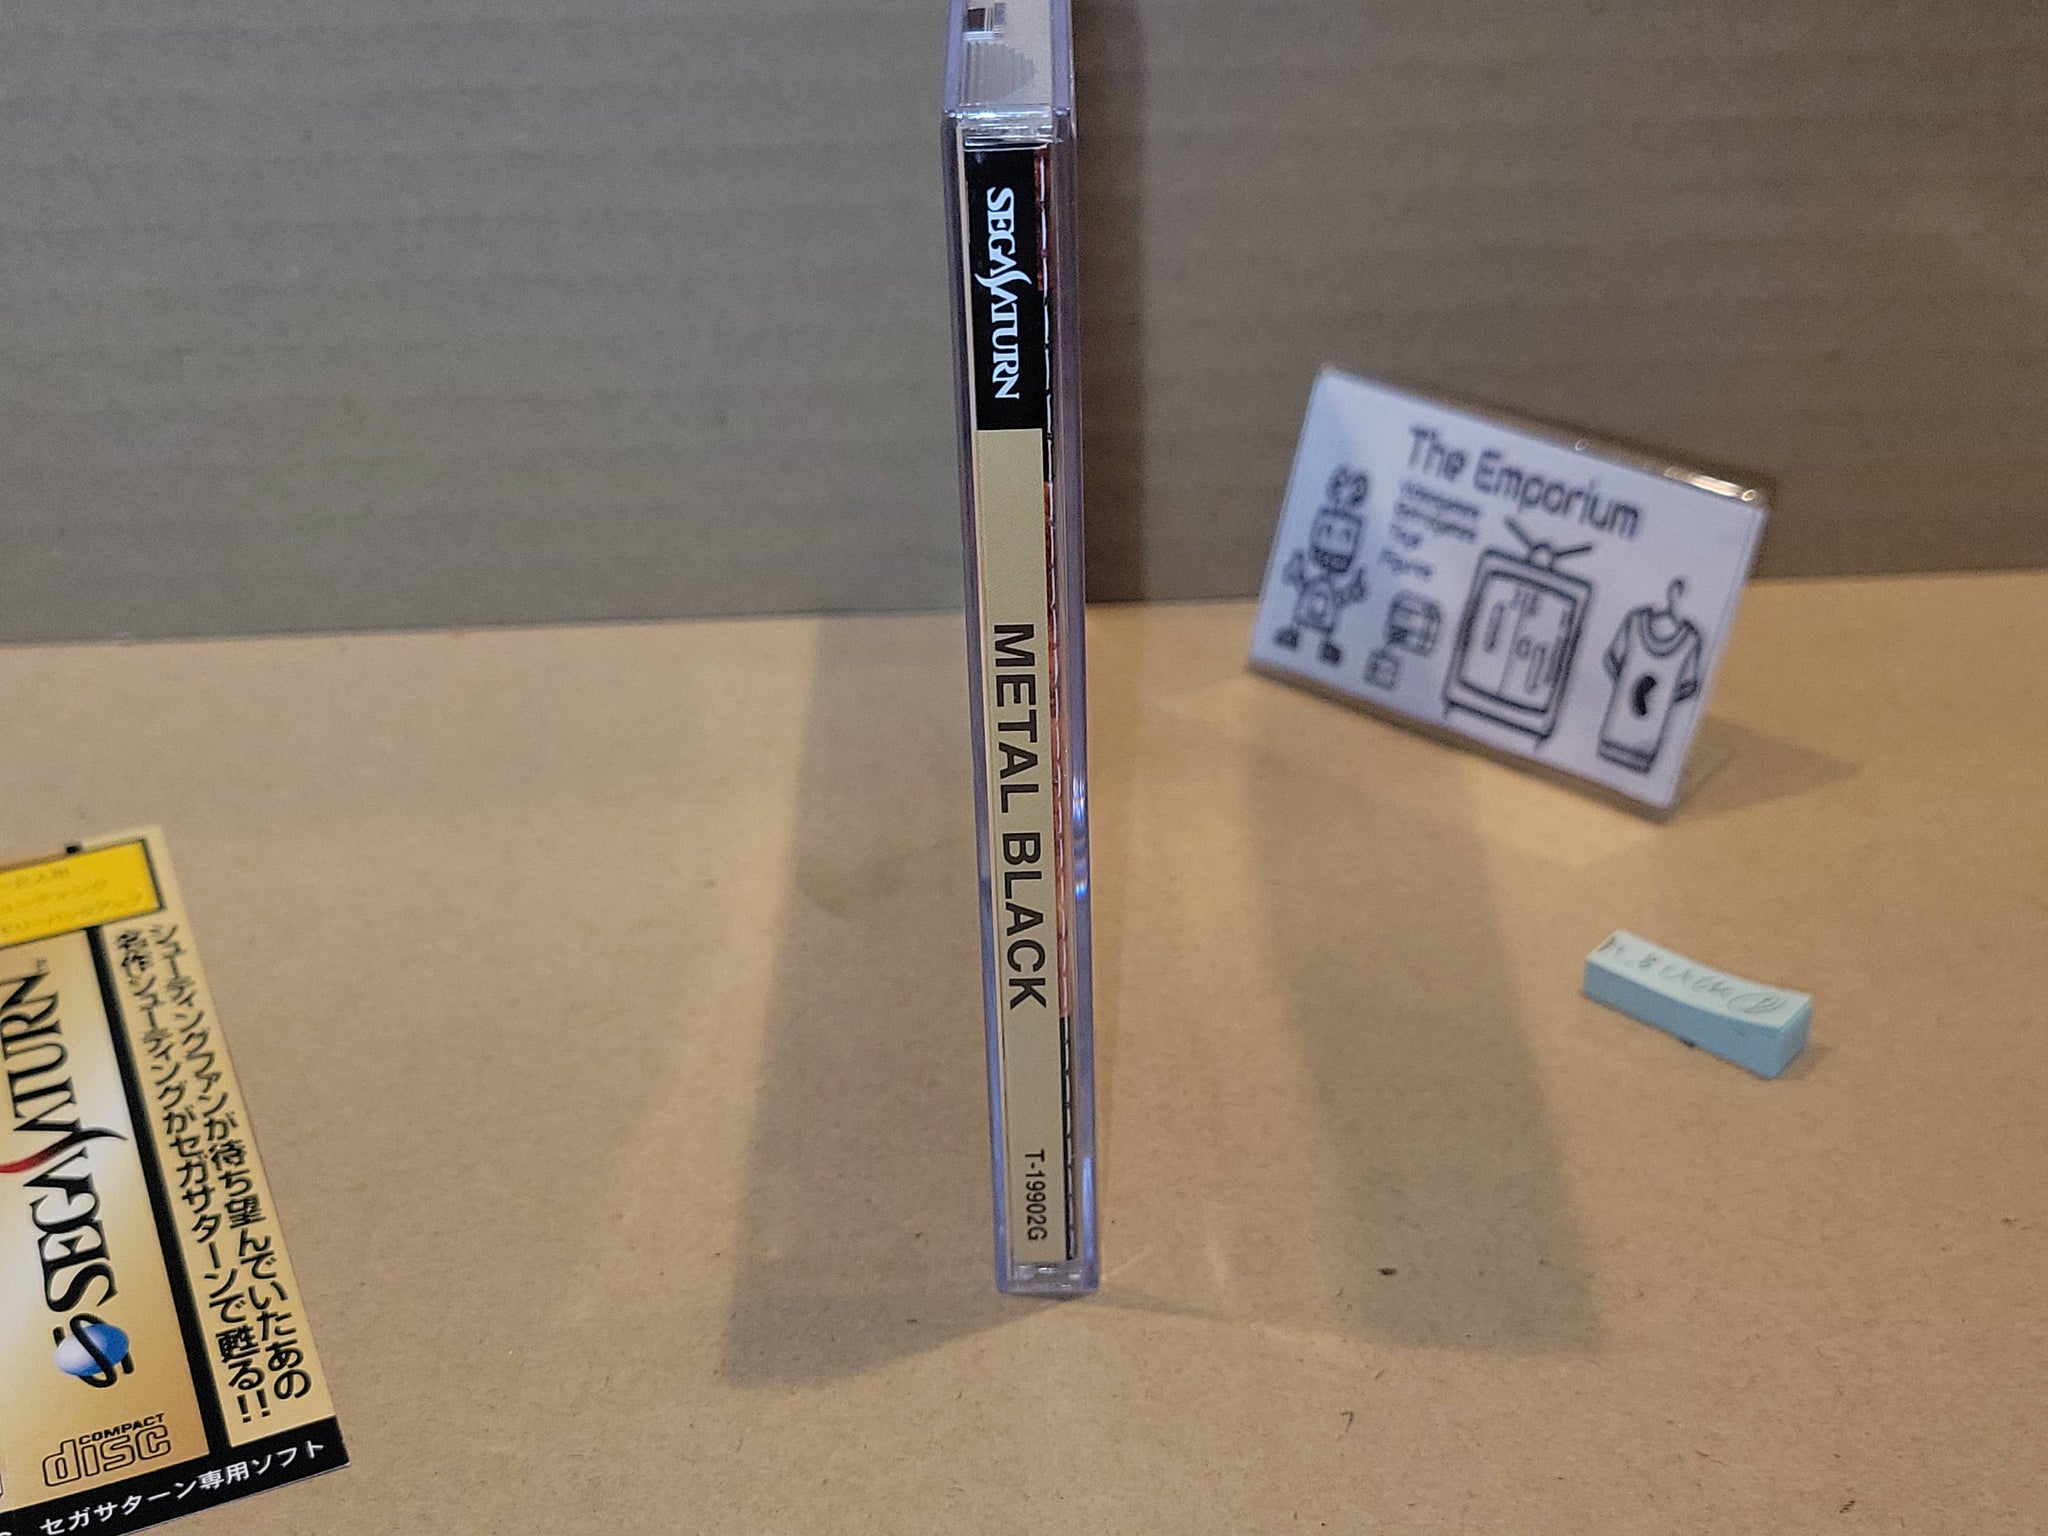 SEGA SATURN
METAL BLACK
T-19902G
The Emporium
シューティングファンが待ち望んでいたあの
名作シューティングがセガサターンで甦る!!
SEGA SATURN
COMPACT
disc
セガサターン専用ソフト